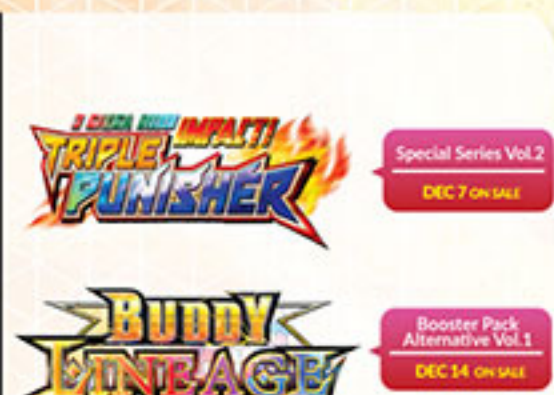 IMPACT!
TRIPLE
PUNISHER
Special Series Vol.2
DEC 7 ON SALE
BUDDY
LINEAGE
Booster Pack
Alternative Vol.1
DEC 14 ON SALE